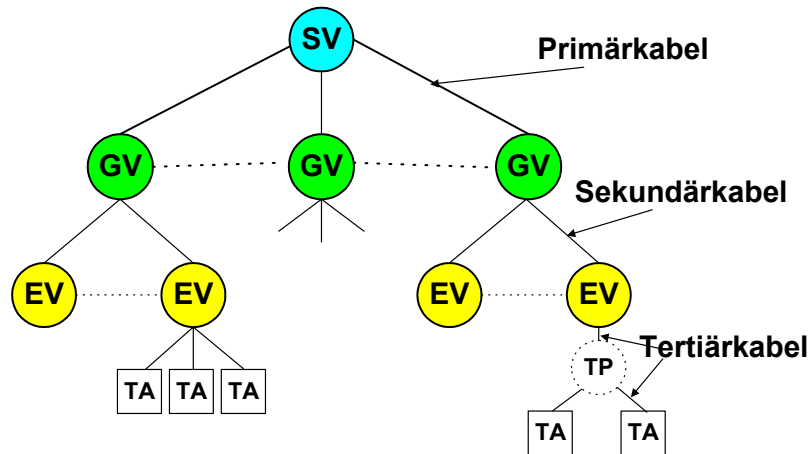 SV
Primärkabel
GV
GV
GV
Sekundärkabel
EV
EV
EV
EV
Tertiärkabel
TP
TA
TA
TA
TA
TA